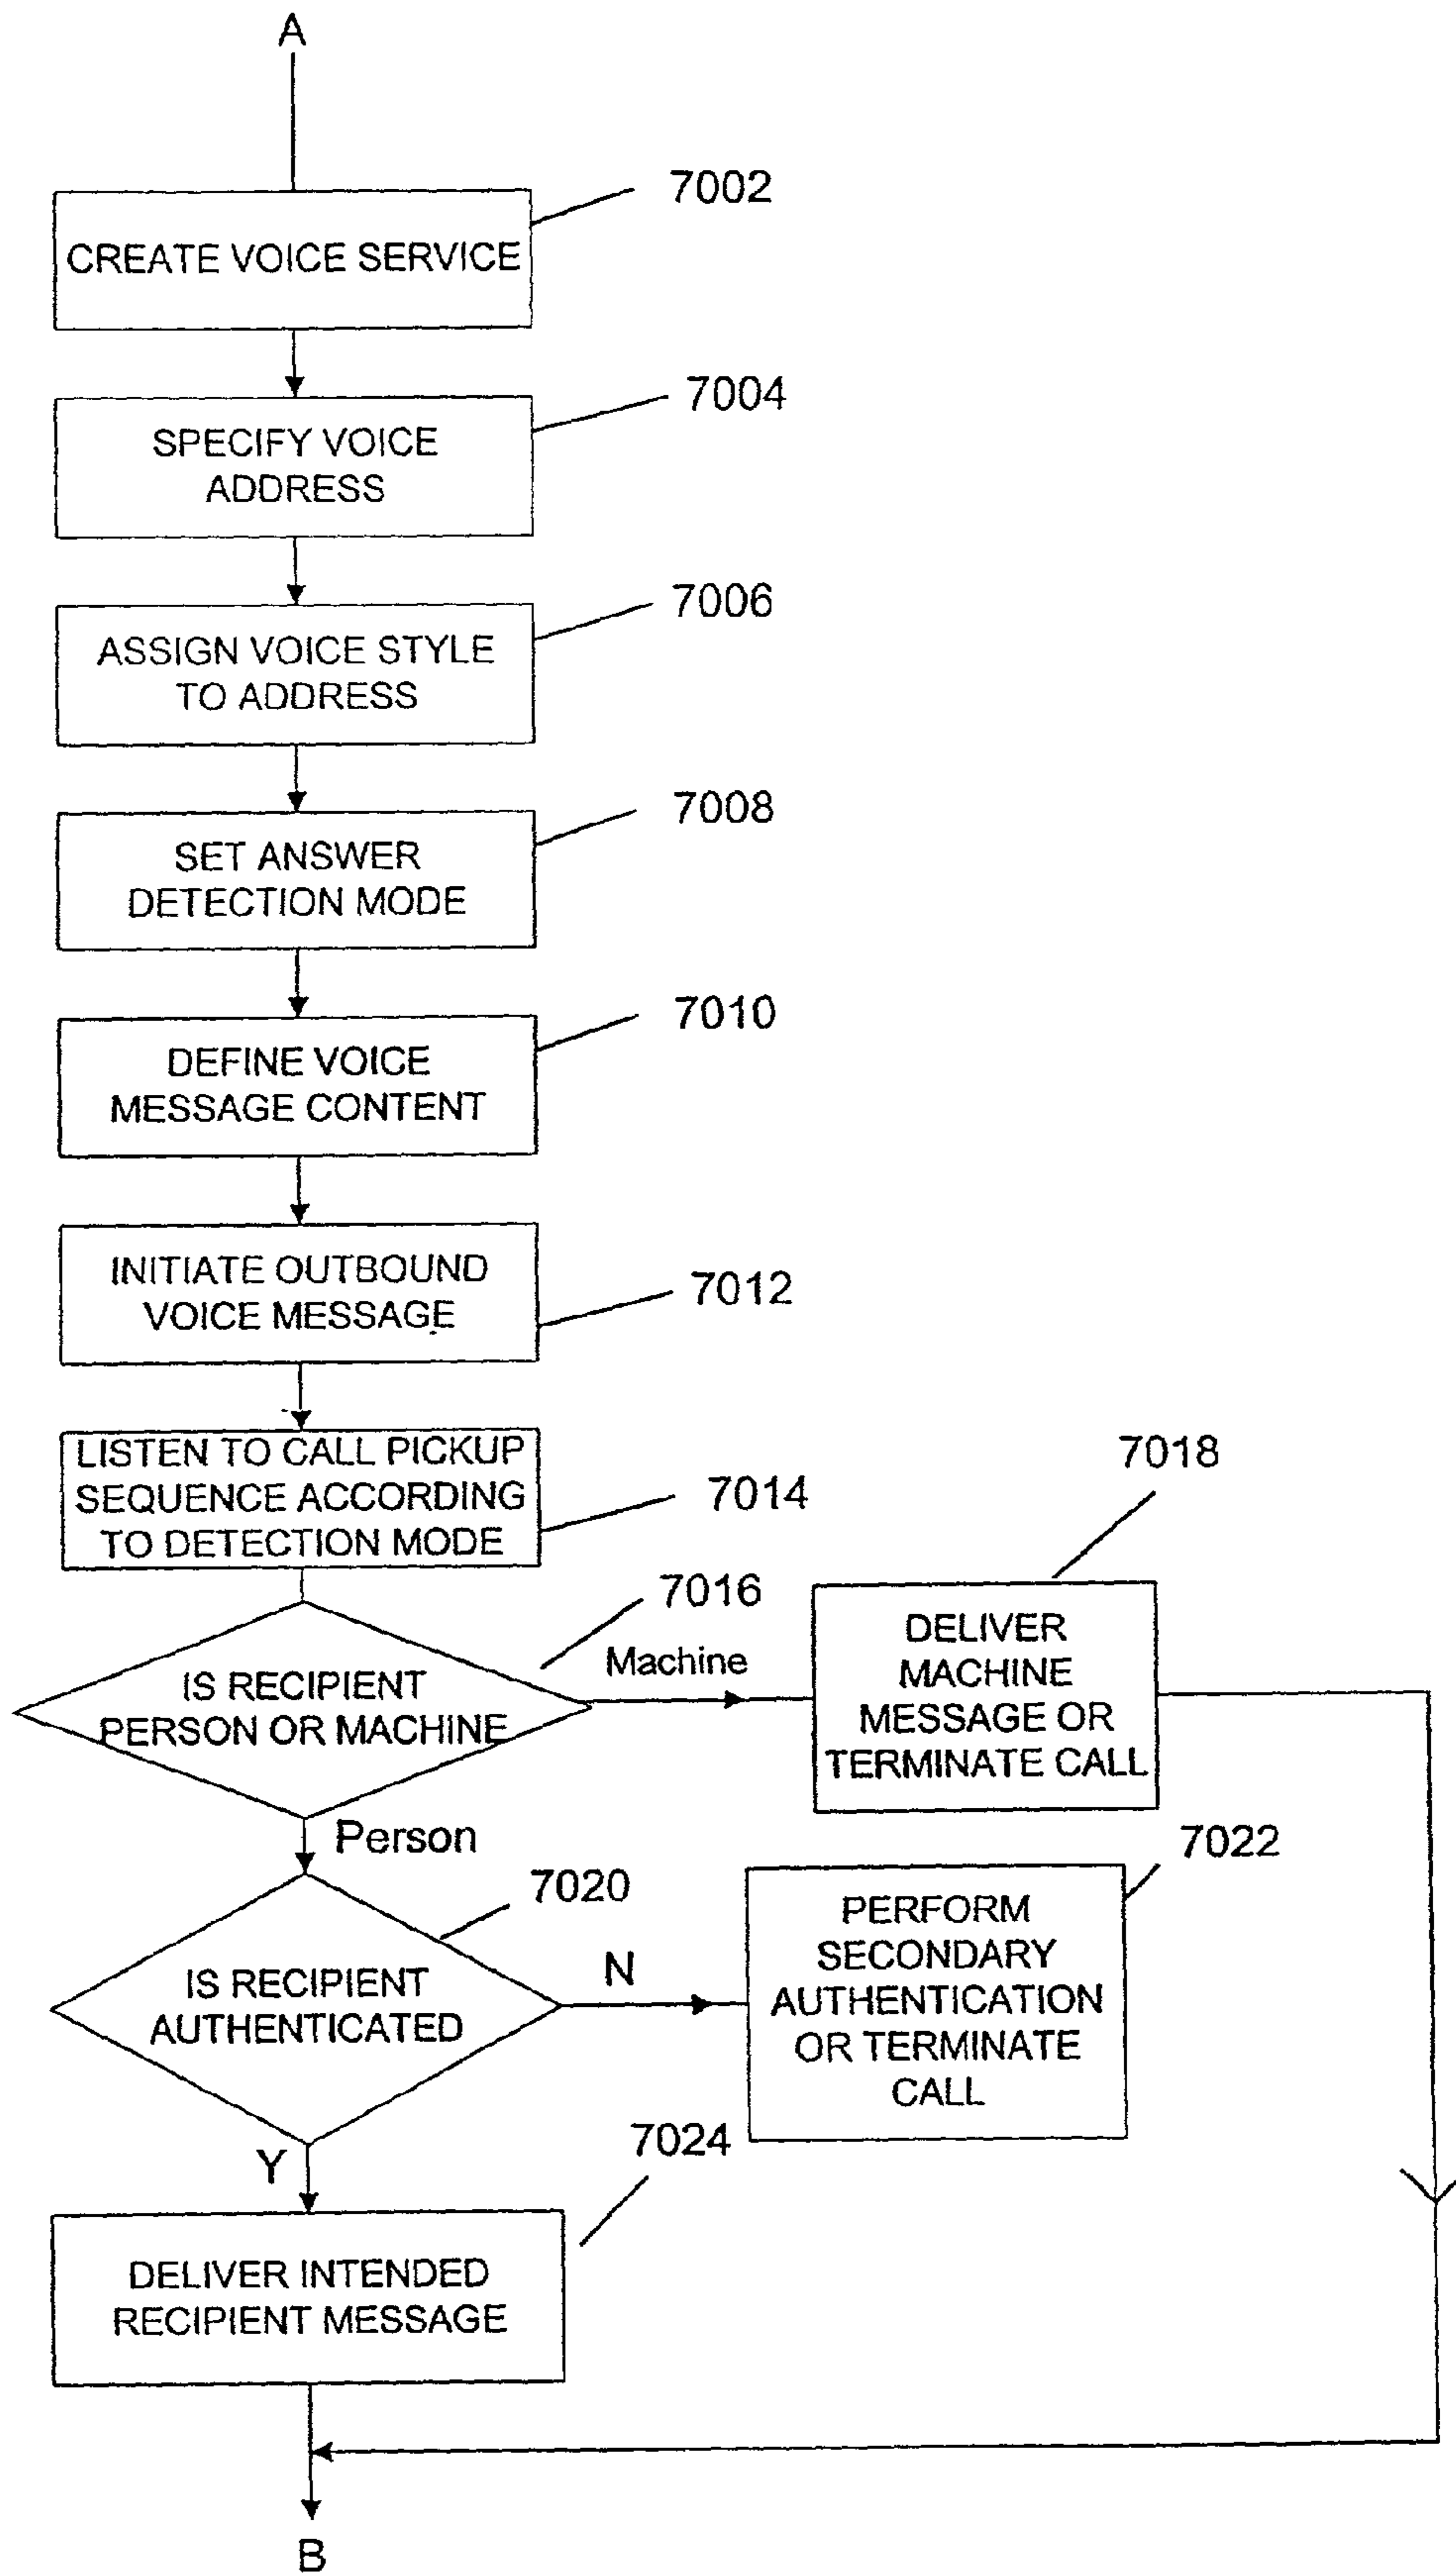 A
7002
CREATE VOICE SERVICE
7004
SPECIFY VOICE
ADDRESS
7006
ASSIGN VOICE STYLE
TO ADDRESS
7008
SET ANSWER
DETECTION MODE
7010
DEFINE VOICE
MESSAGE CONTENT
INITIATE OUTBOUND
VOICE MESSAGE
7012
LISTEN TO CALL PICKUP
SEQUENCE ACCORDING
TO DETECTION MODE
7014
7016
IS RECIPIENT
PERSON OR MACHINE
Machine
7018
DELIVER
MACHINE
MESSAGE OR
TERMINATE CALL
Person
7020
IS RECIPIENT
AUTHENTICATED
N
7022
PERFORM
SECONDARY
AUTHENTICATION
OR TERMINATE
CALL
Y
7024
DELIVER INTENDED
RECIPIENT MESSAGE
B